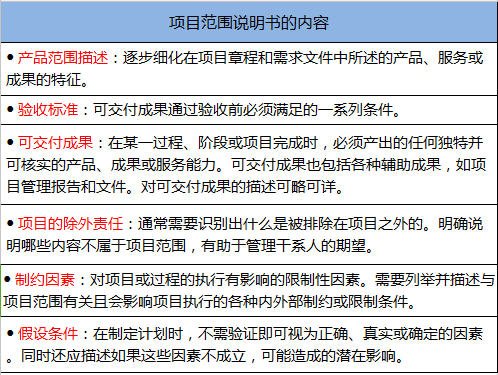 项目范围说明书的内容
• 产品范围描述：逐步细化在项目章程和需求文件中所述的产品、服务或
成果的特征。
• 验收标准：可交付成果通过验收前必须满足的一系列条件。
• 可交付成果：在某一过程、阶段或项目完成时，必须产出的任何独特并
可核实的产品、成果或服务能力。可交付成果也包括各种辅助成果，如项
目管理报告和文件。对可交付成果的描述可略可详。
• 项目的除外责任：通常需要识别出什么是被排除在项目之外的。明确说
明哪些内容不属于项目范围，有助于管理干系人的期望。
• 制约因素：对项目或过程的执行有影响的限制性因素。需要列举并描述与
项目范围有关且会影响项目执行的各种内外部制约或限制条件。
• 假设条件：在制定计划时，不需验证即可视为正确、真实或确定的因素
。同时还应描述如果这些因素不成立，可能造成的潜在影响。